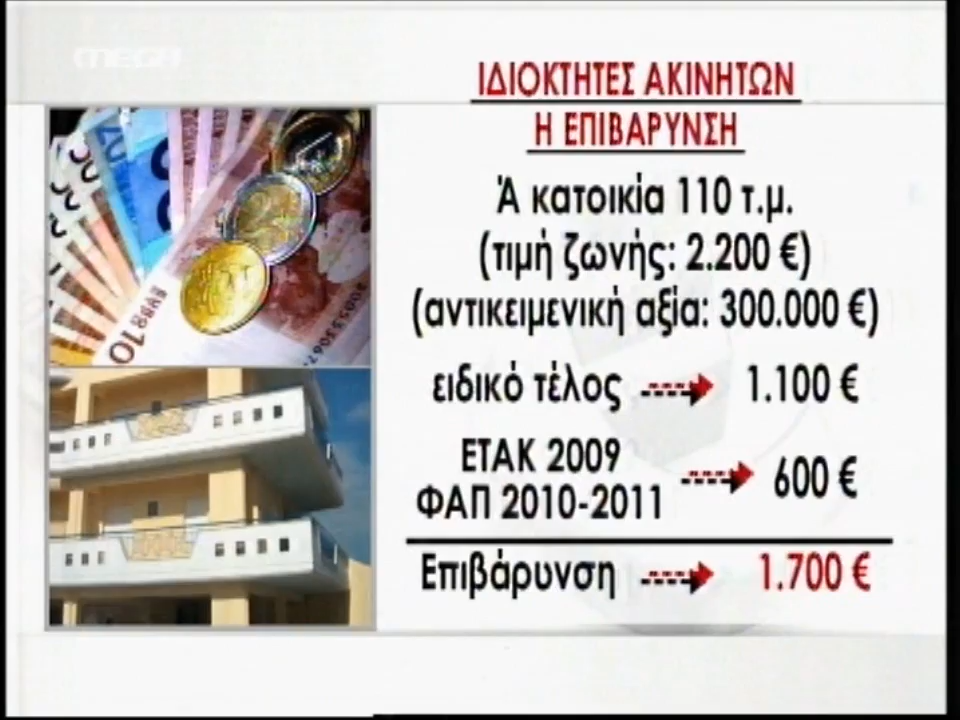 MEGA
ΙΔΙΟΚΤΗΤΕΣ ΑΚΙΝΗΤΩΝ
Η ΕΠΙΒΑΡΥΝΣΗ
Ά κατοικία 110 τ.μ.
(τιμή ζωνής: 2.200 €)
(αντικειμενική αξία: 300.000 €)
ειδικό τέλος 1.100 €
ΕΤΑΚ 2009
ΦΑΠ 2010-2011 600 €
Επιβάρυνση 1.700 €